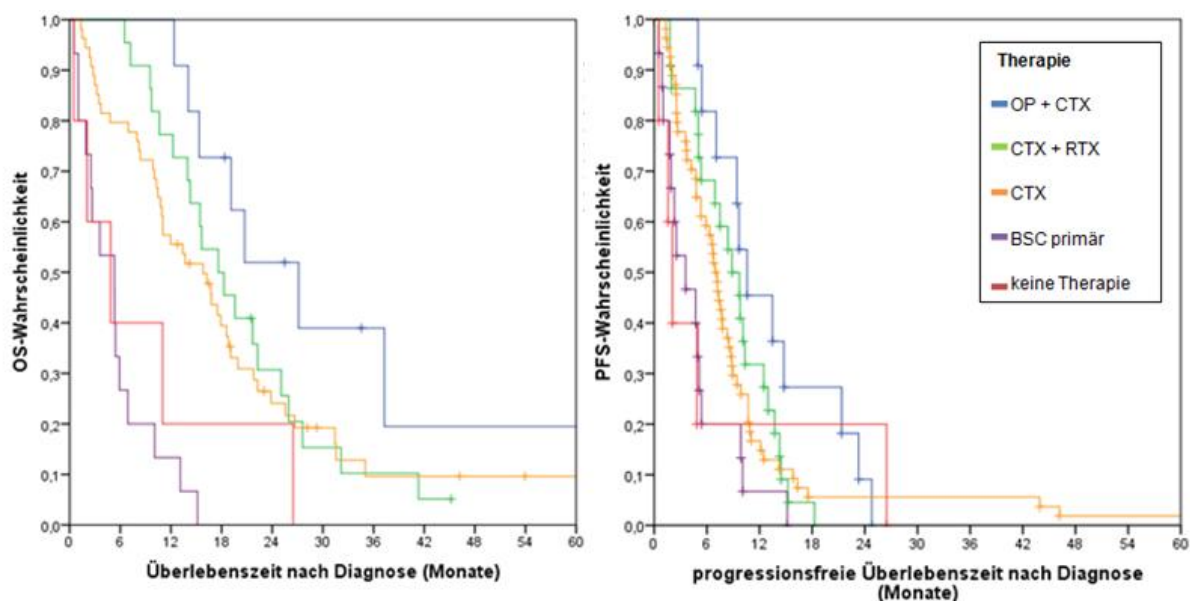 OS-Wahrscheinlichkeit
1,0
0,9
0,8
0,7
0,6
0,5
0,4
0,3
0,2
0,1
0,0
0 6 12 18 24 30 36 42 48 54 60
Überlebenszeit nach Diagnose (Monate)
PFS-Wahrscheinlichkeit
1,0
0,9
0,8
0,7
0,6
0,5
0,4
0,3
0,2
0,1
0,0
0 6 12 18 24 30 36 42 48 54 60
progressionsfreie Überlebenszeit nach Diagnose
(Monate)
Therapie
OP + CTX
CTX + RTX
CTX
BSC primär
keine Therapie